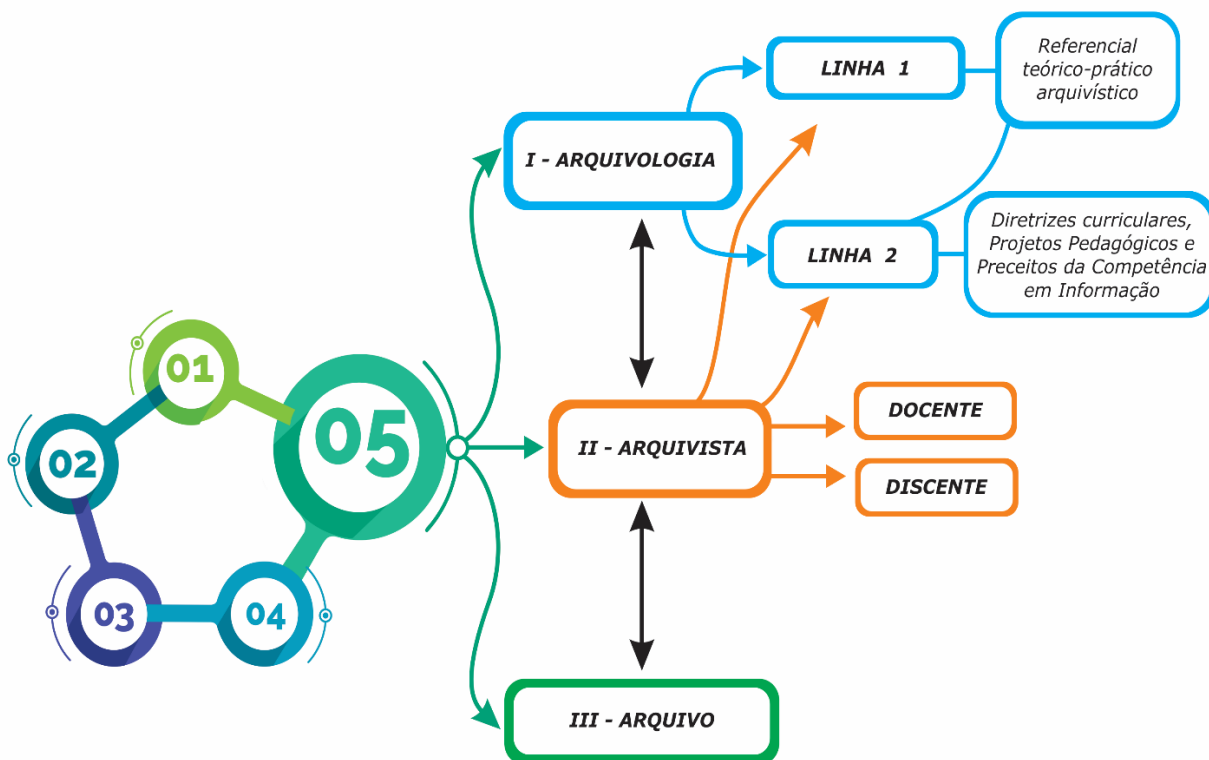 LINHA 1
Referencial
teórico-prático
arquivístico
I - ARQUIVOLOGIA
LINHA 2
Diretrizes curriculares,
Projetos Pedagógicos e
Preceitos da Competência
em Informação
01
02
03
04
05
II - ARQUIVISTA
DOCENTE
DISCENTE
III - ARQUIVO